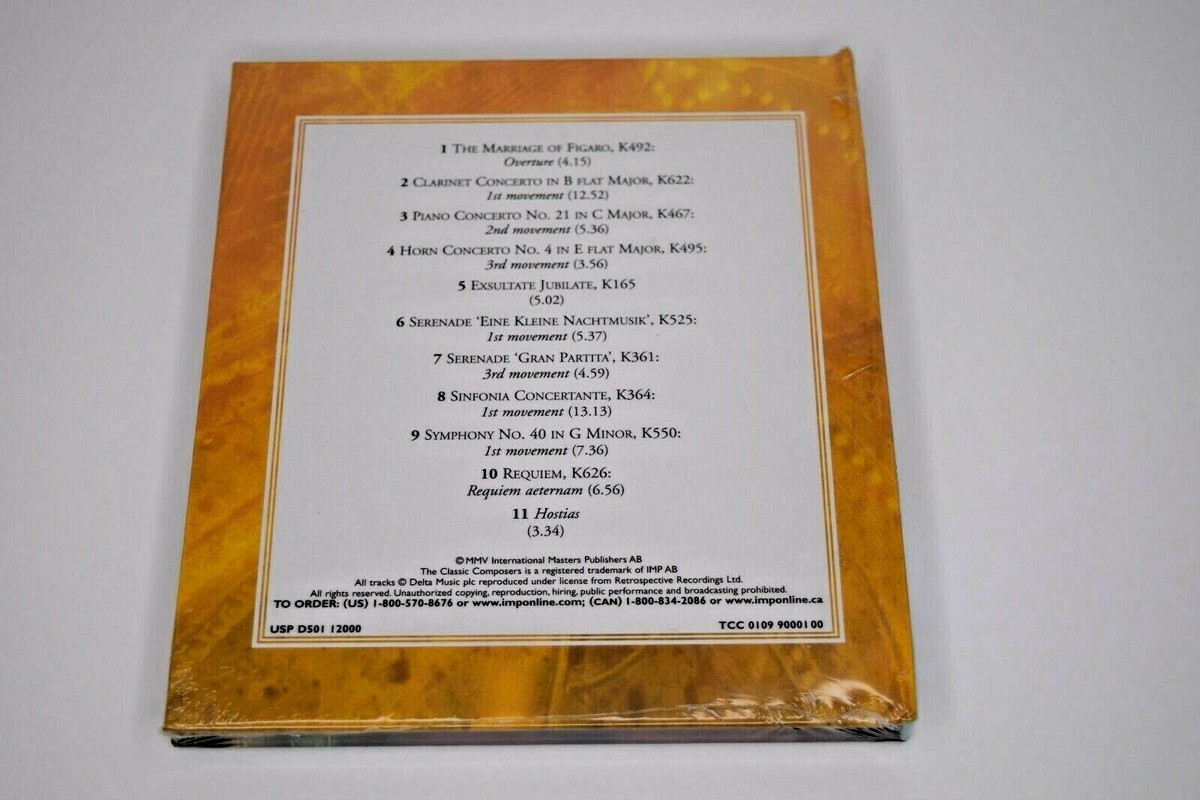 1 The Marriage of Figaro, K492:
Overture (4.15)
2 Clarinet Concerto in B flat Major, K622:
1st movement (12.52)
3 Piano Concerto No. 21 in C Major, K467:
2nd movement (5.36)
4 Horn Concerto No. 4 in E flat Major, K495:
3rd movement (3.56)
5 Exsultate Jubilate, K165
(5.02)
6 Serenade ‘Eine Kleine Nachtmusik’, K525:
1st movement (5.37)
7 Serenade ‘Gran Partita’, K361:
3rd movement (4.59)
8 Sinfonia Concertante, K364:
1st movement (13.13)
9 Symphony No. 40 in G Minor, K550:
1st movement (7.36)
10 Requiem, K626:
Requiem aeternam (6.56)
11 Hostias
(3.34)
© MMV International Masters Publishers AB
The Classic Composers is a registered trademark of IMP AB
All tracks © Delta Music plc reproduced under license from Retrospective Recordings Ltd.
All rights reserved. Unauthorized copying, reproduction, hiring, public performance and broadcasting prohibited.
TO ORDER: (US) 1-800-570-8676 or www.imponline.com; (CAN) 1-800-834-2086 or www.imponline.ca
USP D501 12000
TCC 0109 9000100